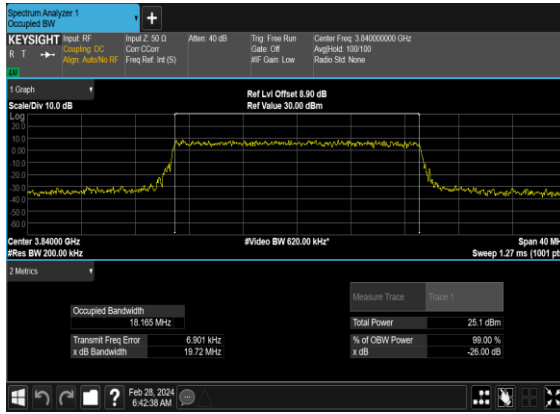 Spectrum Analyzer 1
Occupied BW
+
KEYSIGHT Input: RF Input Z: 50 Ω Atten: 40 dB Trig: Free Run Center Freq: 3.840000000 GHz
R T Coupling: DC Corr CCorr Gate: Off Avg|Hold: 100/100
Align: Auto/No RF Freq Ref: Int (S) #IF Gain: Low Radio Std: None
LU
1 Graph
Ref Lvl Offset 8.90 dB
Scale/Div 10.0 dB Ref Value 30.00 dBm
Log
20.0
10.0
0.00
-10.0
-20.0
-30.0
-40.0
-50.0
-60.0
Center 3.84000 GHz #Video BW 620.00 kHz* Span 40 MH
#Res BW 200.00 kHz Sweep 1.27 ms (1001 pt
2 Metrics
Measure Trace Trace 1
Occupied Bandwidth
18.165 MHz Total Power 25.1 dBm
Transmit Freq Error 6.901 kHz % of OBW Power 99.00 %
x dB Bandwidth 19.72 MHz x dB -26.00 dB
? Feb 28, 2024
6:42:38 AM